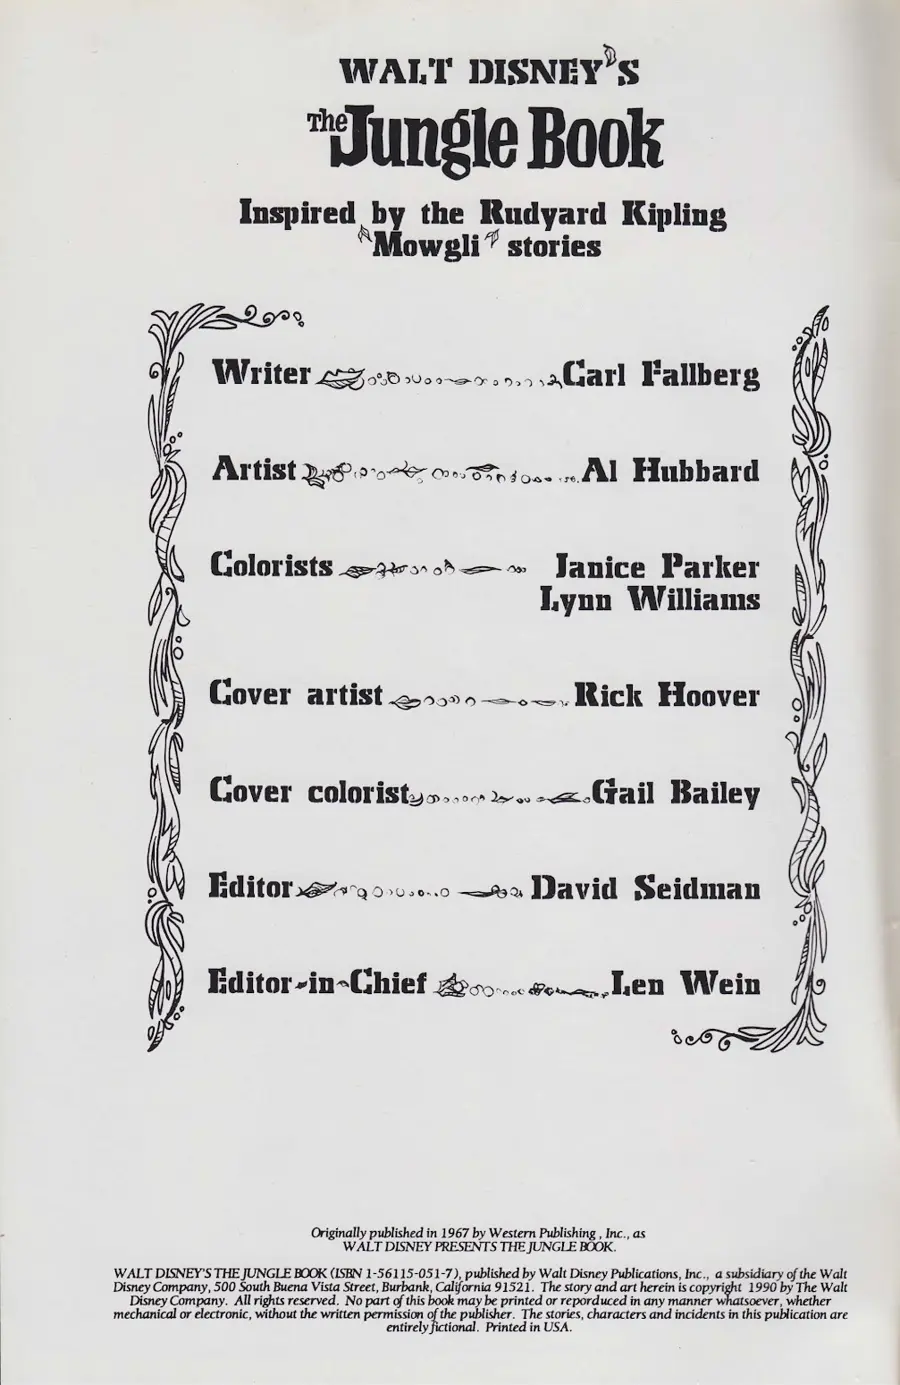 WALT DISNEY'S
The Jungle Book
Inspired by the Rudyard Kipling
"Mowgli" stories
Writer Carl Fallberg
Artist Al Hubbard
Colorists Janice Parker
Lynn Williams
Cover artist Rick Hoover
Cover colorist Gail Bailey
Editor David Seidman
Editor-in-Chief Len Wein
Originally published in 1967 by Western Publishing, Inc., as
WALT DISNEY PRESENTS THE JUNGLE BOOK.
WALT DISNEY'S THE JUNGLE BOOK (ISBN 1-56115-051-7), published by Walt Disney Publications, Inc., a subsidiary of the Walt
Disney Company, 500 South Buena Vista Street, Burbank, California 91521. The story and art herein is copyright 1990 by The Walt
Disney Company. All rights reserved. No part of this book may be printed or reporduced in any manner whatsoever, whether
mechanical or electronic, without the written permission of the publisher. The stories, characters and incidents in this publication are
entirely fictional. Printed in USA.